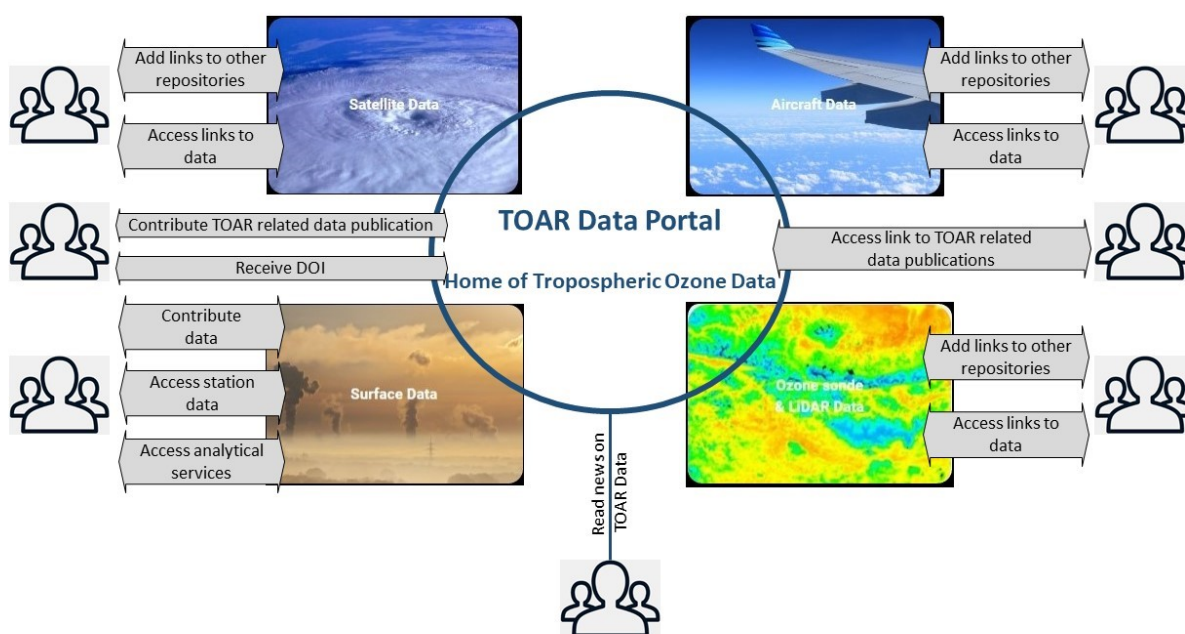 Add links to other
repositories
Satellite Data
Access links to
data
Aircraft Data
Add links to other
repositories
Access links to
data
Contribute TOAR related data publication
Receive DOI
TOAR Data Portal
Home of Tropospheric Ozone Data
Access link to TOAR related
data publications
Contribute
data
Access station
data
Access analytical
services
Surface Data
Ozone sonde
& LiDAR Data
Add links to other
repositories
Access links to
data
Read news on
TOAR Data